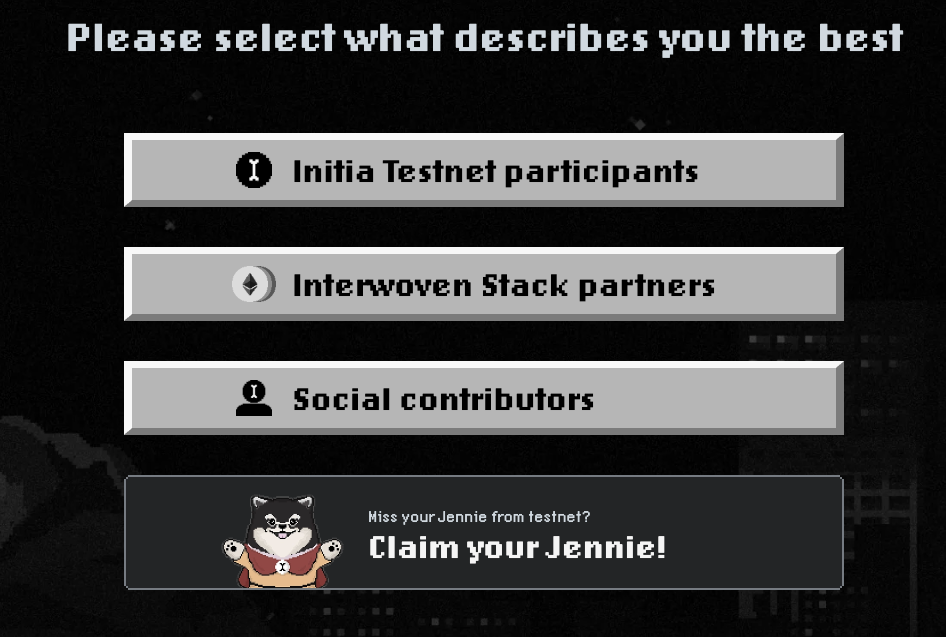 Please select what describes you the best
Initia Testnet participants
Interwoven Stack partners
Social contributors
Miss your Jennie from testnet?
Claim your Jennie!